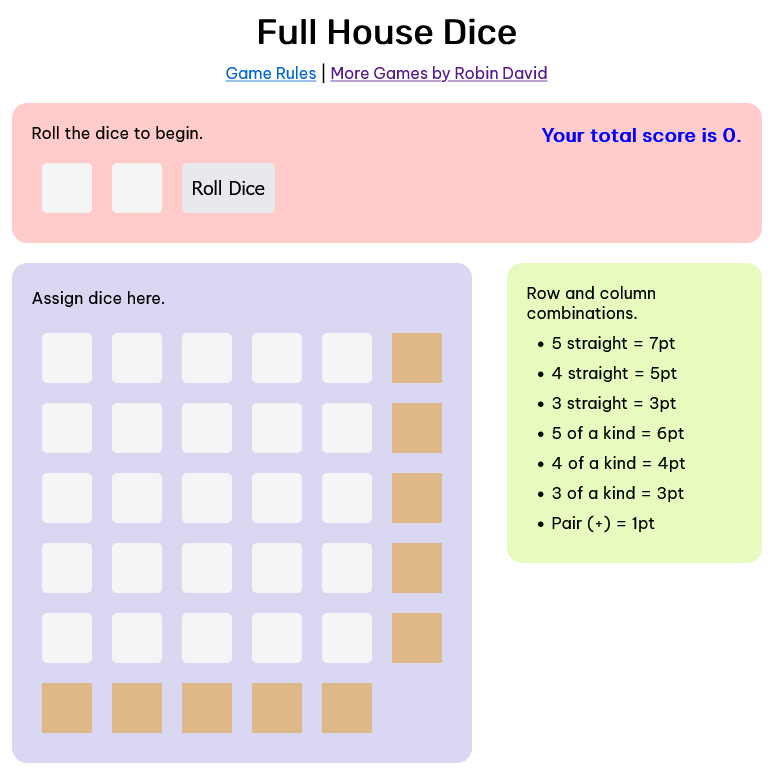 Full House Dice
Game Rules | More Games by Robin David
Roll the dice to begin.
Your total score is 0.
Roll Dice
Assign dice here.
Row and column
combinations.
• 5 straight = 7pt
• 4 straight = 5pt
• 3 straight = 3pt
• 5 of a kind = 6pt
• 4 of a kind = 4pt
• 3 of a kind = 3pt
• Pair (+) = 1pt